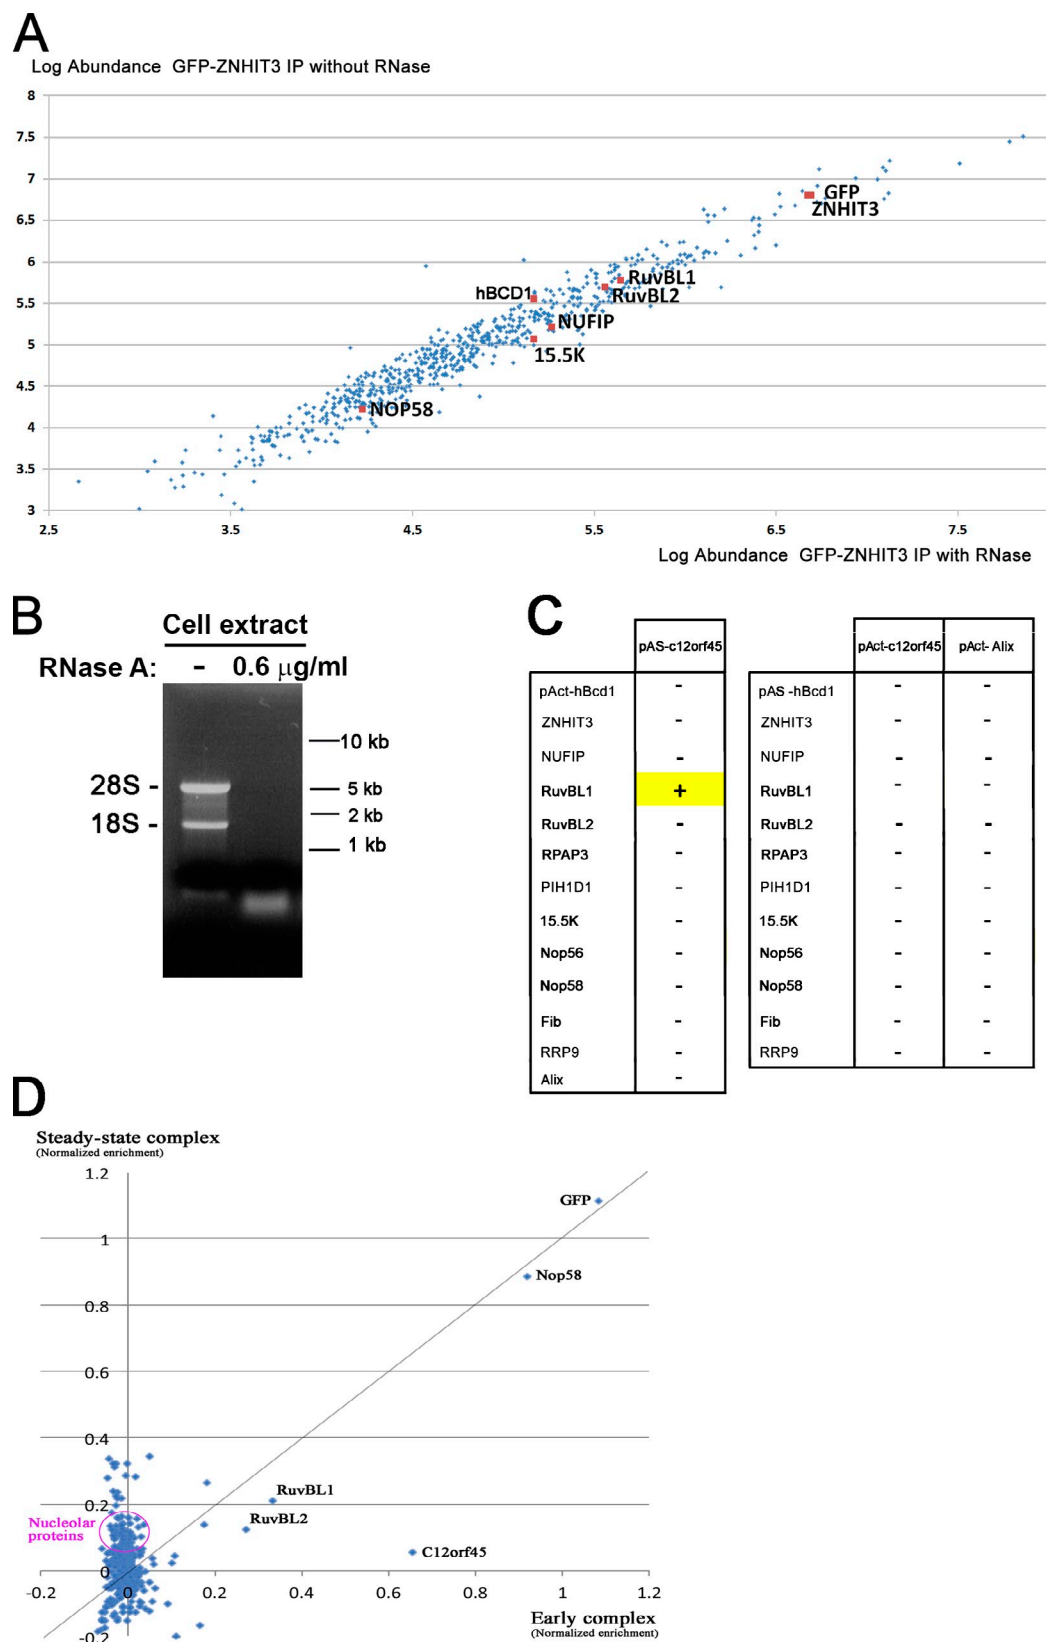 A
Log Abundance GFP-ZNHIT3 IP without RNase
8
7.5
7
6.5
6
5.5
5
4.5
4
3.5
3
GFP
ZNHIT3
RuvBL1
RuvBL2
hBCD1
NUFIP
15.5K
NOP58
2.5 3.5 4.5 5.5 6.5 7.5
Log Abundance GFP-ZNHIT3 IP with RNase
B
Cell extract
RNase A: - 0.6 µg/ml
10 kb
28S - 5 kb
2 kb
18S -
1 kb
C
pAS-c12orf45
pAct-hBcd1 -
ZNHIT3 -
NUFIP -
RuvBL1 +
RuvBL2 -
RPAP3 -
PIH1D1 -
15.5K -
Nop56 -
Nop58 -
Fib -
RRP9 -
Alix -
pAct-c12orf45 pAct- Alix
pAS -hBcd1 - -
ZNHIT3 - -
NUFIP - -
RuvBL1 - -
RuvBL2 - -
RPAP3 - -
PIH1D1 - -
15.5K - -
Nop56 - -
Nop58 - -
Fib - -
RRP9 - -
D
Steady-state complex
(Normalized enrichment)
1.2
1
0.8
0.6
0.4
0.2
0
-0.2
GFP
Nop58
RuvBL1
RuvBL2
C12orf45
Nucleolar
proteins
-0.2 0 0.2 0.4 0.6 0.8 1 1.2
Early complex
(Normalized enrichment)